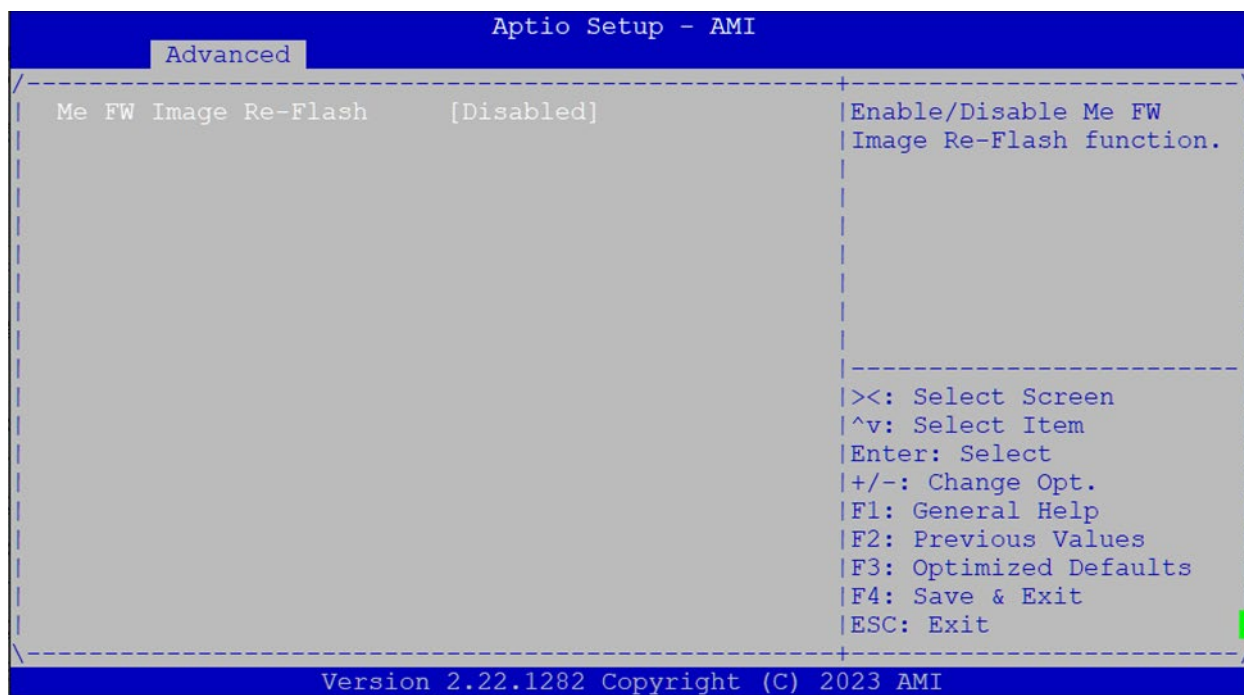 Aptio Setup - AMI
Advanced
Me FW Image Re-Flash [Disabled]
Enable/Disable Me FW
Image Re-Flash function.
><: Select Screen
^v: Select Item
Enter: Select
+/-: Change Opt.
F1: General Help
F2: Previous Values
F3: Optimized Defaults
F4: Save & Exit
ESC: Exit
Version 2.22.1282 Copyright (C) 2023 AMI